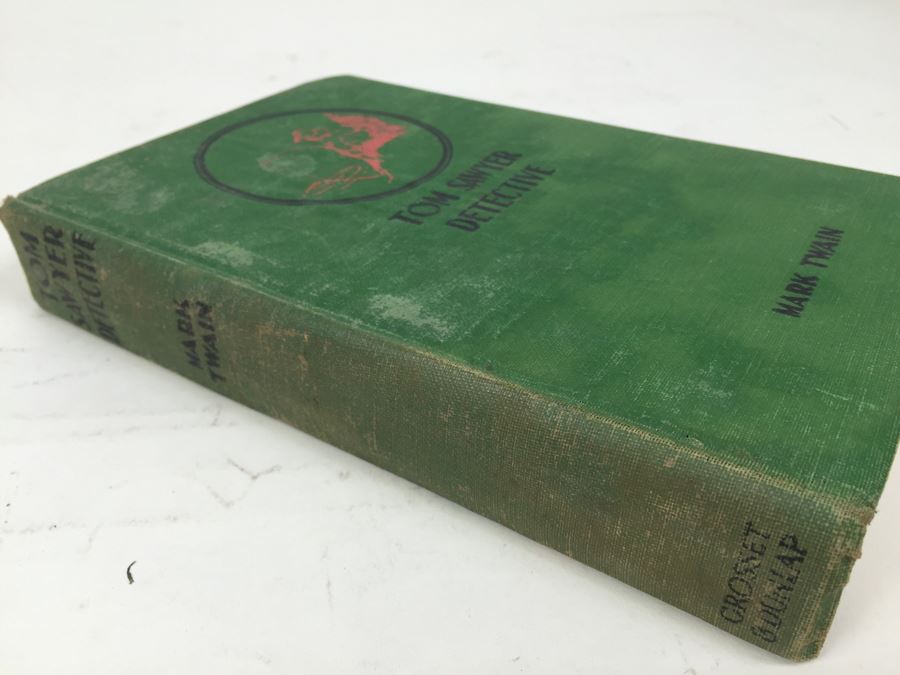 TOM SAWYER
DETECTIVE
MARK TWAIN
TOM
SAWYER
DETECTIVE
MARK
TWAIN
GROSSET
& DUNLAP